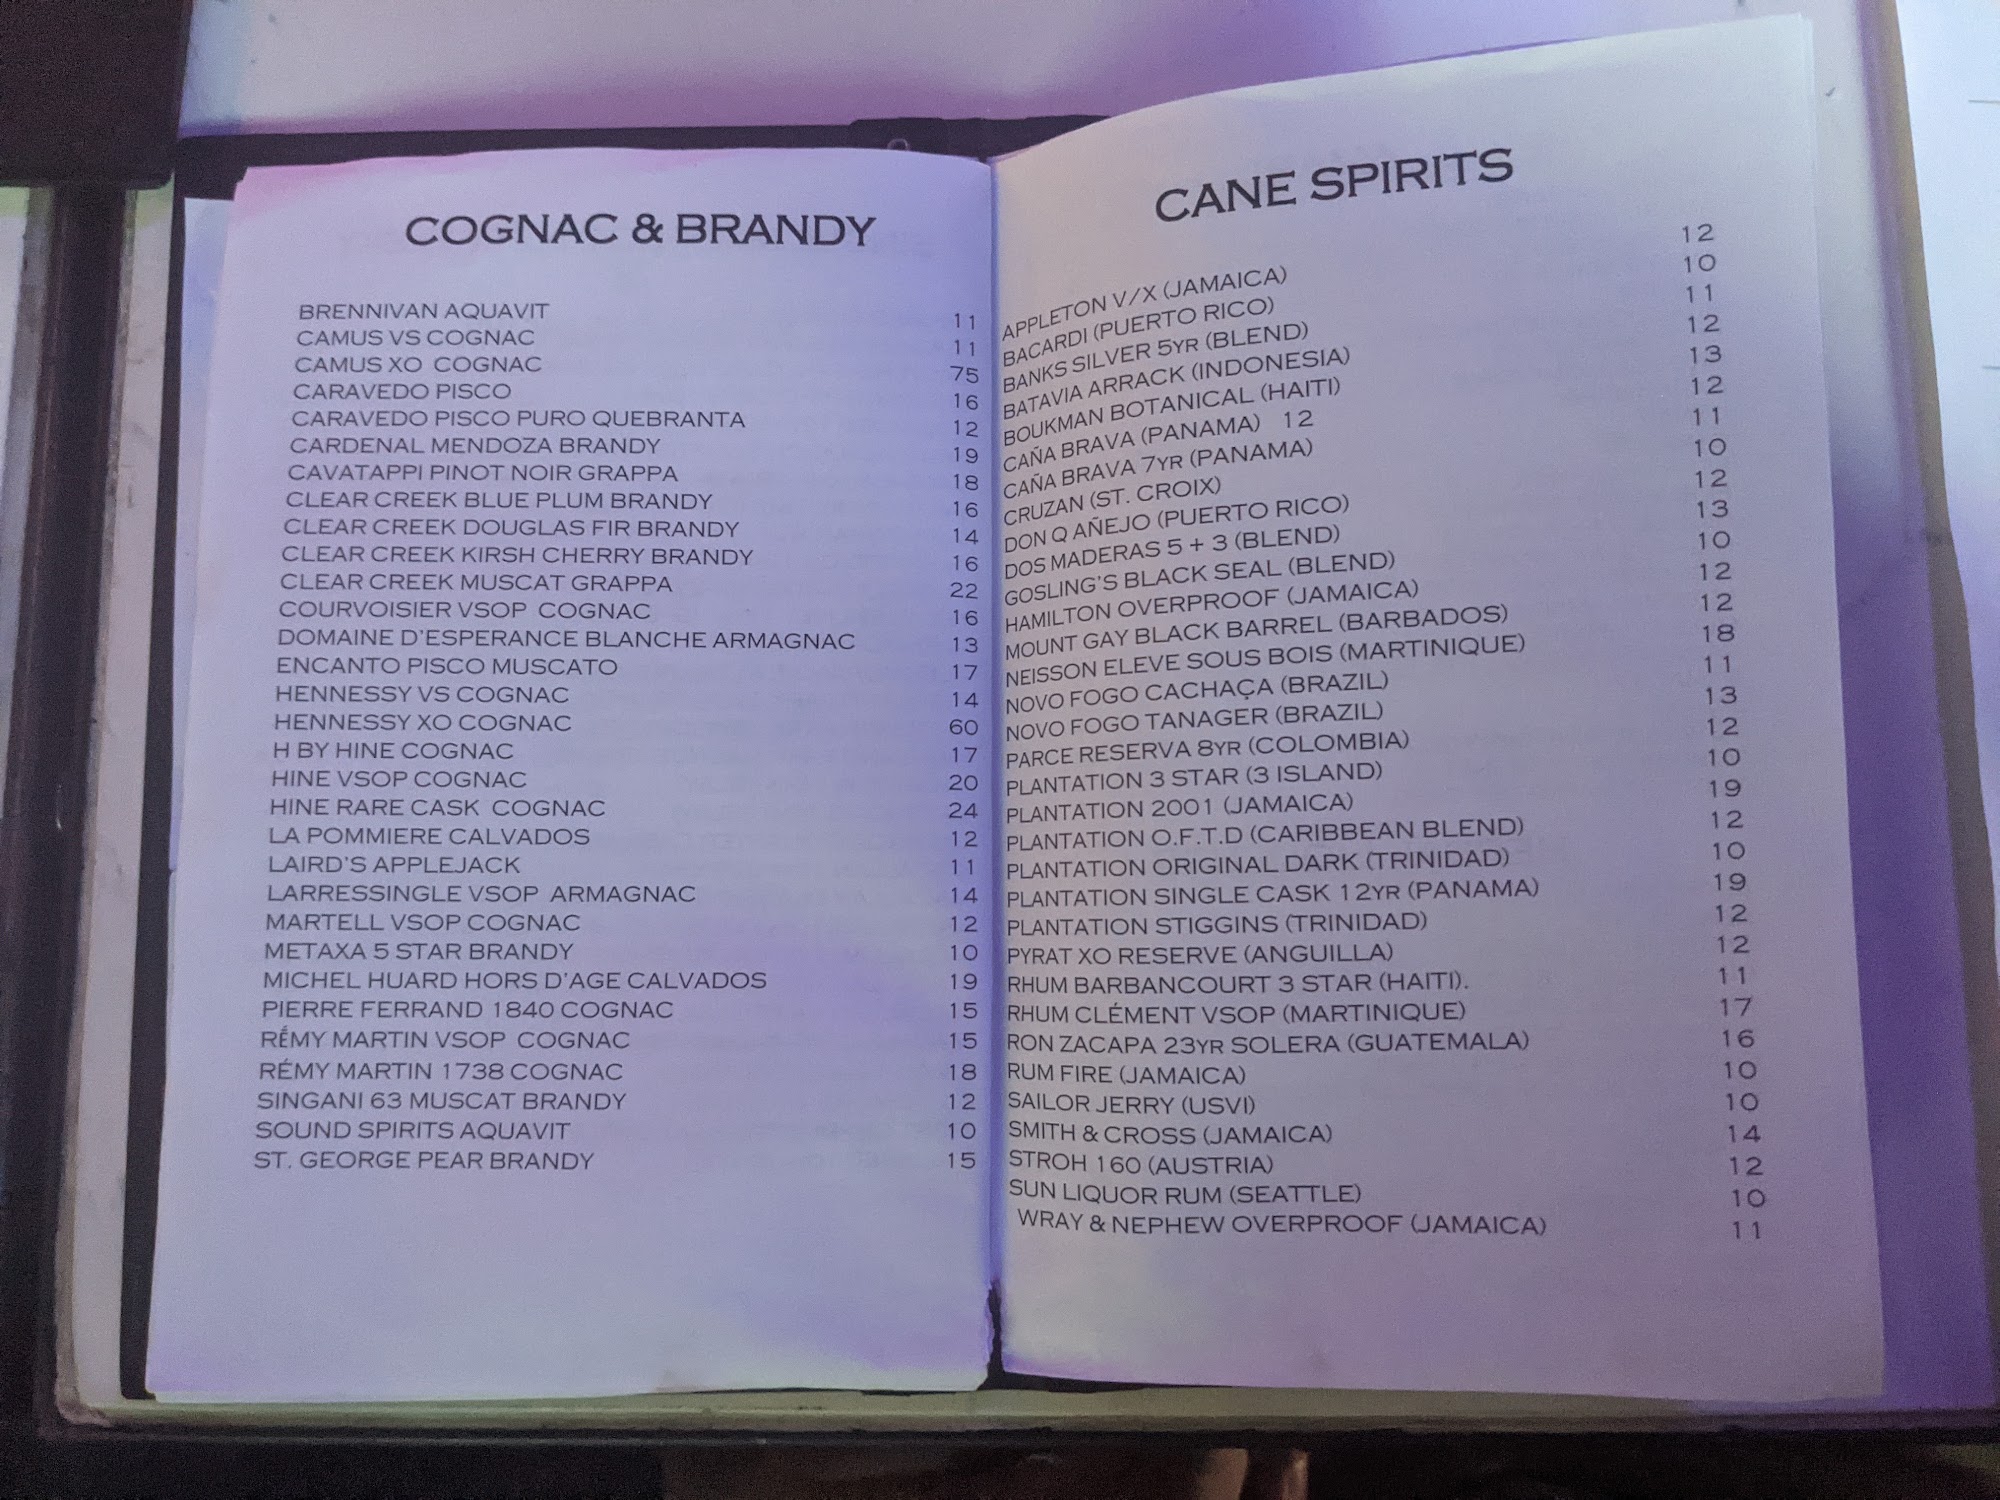 COGNAC & BRANDY
BRENNIVAN AQUAVIT 11
CAMUS VS COGNAC 11
CAMUS XO COGNAC 75
CARAVEDO PISCO 16
CARAVEDO PISCO PURO QUEBRANTA 12
CARDENAL MENDOZA BRANDY 19
CAVATAPPI PINOT NOIR GRAPPA 18
CLEAR CREEK BLUE PLUM BRANDY 16
CLEAR CREEK DOUGLAS FIR BRANDY 14
CLEAR CREEK KIRSH CHERRY BRANDY 16
CLEAR CREEK MUSCAT GRAPPA 22
COURVOISIER VSOP COGNAC 16
DOMAINE D'ESPERANCE BLANCHE ARMAGNAC 13
ENCANTO PISCO MUSCATO 17
HENNESSY VS COGNAC 14
HENNESSY XO COGNAC 60
H BY HINE COGNAC 17
HINE VSOP COGNAC 20
HINE RARE CASK COGNAC 24
LA POMMIERE CALVADOS 12
LAIRD'S APPLEJACK 11
LARRESSINGLE VSOP ARMAGNAC 14
MARTELL VSOP COGNAC 12
METAXA 5 STAR BRANDY 10
MICHEL HUARD HORS D'AGE CALVADOS 19
PIERRE FERRAND 1840 COGNAC 15
RÉMY MARTIN VSOP COGNAC 15
RÉMY MARTIN 1738 COGNAC 18
SINGANI 63 MUSCAT BRANDY 12
SOUND SPIRITS AQUAVIT 10
ST. GEORGE PEAR BRANDY 15
CANE SPIRITS
APPLETON V/X (JAMAICA) 12
BACARDI (PUERTO RICO) 10
BANKS SILVER 5YR (BLEND) 11
BATAVIA ARRACK (INDONESIA) 12
BOUKMAN BOTANICAL (HAITI) 13
CAÑA BRAVA (PANAMA) 12 12
CAÑA BRAVA 7YR (PANAMA) 11
CRUZAN (ST. CROIX) 10
DON Q AÑEJO (PUERTO RICO) 12
DOS MADERAS 5 + 3 (BLEND) 13
GOSLING'S BLACK SEAL (BLEND) 10
HAMILTON OVERPROOF (JAMAICA) 12
MOUNT GAY BLACK BARREL (BARBADOS) 12
NEISSON ELEVE SOUS BOIS (MARTINIQUE) 18
NOVO FOGO CACHAÇA (BRAZIL) 11
NOVO FOGO TANAGER (BRAZIL) 13
PARCE RESERVA 8YR (COLOMBIA) 12
PLANTATION 3 STAR (3 ISLAND) 10
PLANTATION 2001 (JAMAICA) 19
PLANTATION O.F.T.D (CARIBBEAN BLEND) 12
PLANTATION ORIGINAL DARK (TRINIDAD) 10
PLANTATION SINGLE CASK 12YR (PANAMA) 19
PLANTATION STIGGINS (TRINIDAD) 12
PYRAT XO RESERVE (ANGUILLA) 12
RHUM BARBANCOURT 3 STAR (HAITI). 11
RHUM CLÉMENT VSOP (MARTINIQUE) 17
RON ZACAPA 23YR SOLERA (GUATEMALA) 16
RUM FIRE (JAMAICA) 10
SAILOR JERRY (USVI) 10
SMITH & CROSS (JAMAICA) 14
STROH 160 (AUSTRIA) 12
SUN LIQUOR RUM (SEATTLE) 10
WRAY & NEPHEW OVERPROOF (JAMAICA) 11